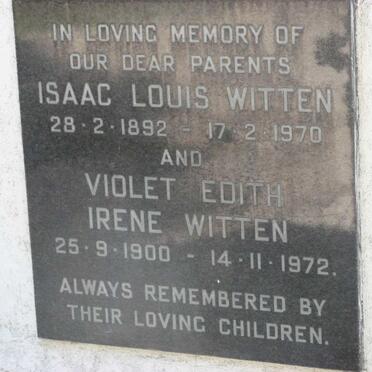 IN LOVING MEMORY OF
OUR DEAR PARENTS
ISAAC LOUIS WITTEN
28·2·1892 - 17·2·1970
AND
VIOLET EDITH
IRENE WITTEN
25·9·1900 - 14·11·1972.
ALWAYS REMEMBERED BY
THEIR LOVING CHILDREN.